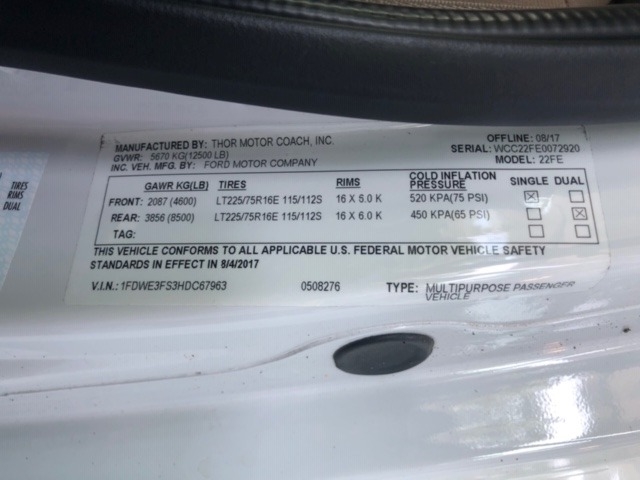 MANUFACTURED BY: THOR MOTOR COACH, INC. OFFLINE: 08/17
GVWR: 5670 KG(12500 LB) SERIAL: WCC22FE0072920
INC. VEH. MFG. BY: FORD MOTOR COMPANY MODEL: 22FE
GAWR KG(LB) TIRES RIMS COLD INFLATION PRESSURE SINGLE DUAL
FRONT: 2087 (4600) LT225/75R16E 115/112S 16 X 5.0 K 520 KPA(75 PSI)
REAR: 3856 (8500) LT225/75R16E 115/112S 16 X 6.0 K 450 KPA(65 PSI)
TAG:
THIS VEHICLE CONFORMS TO ALL APPLICABLE U.S. FEDERAL MOTOR VEHICLE SAFETY
STANDARDS IN EFFECT IN 8/4/2017
V.I.N.: 1FDWE3FS3HDC67963 0508276 TYPE: MULTIPURPOSE PASSENGER
VEHICLE
TIRES
RIMS
DUAL